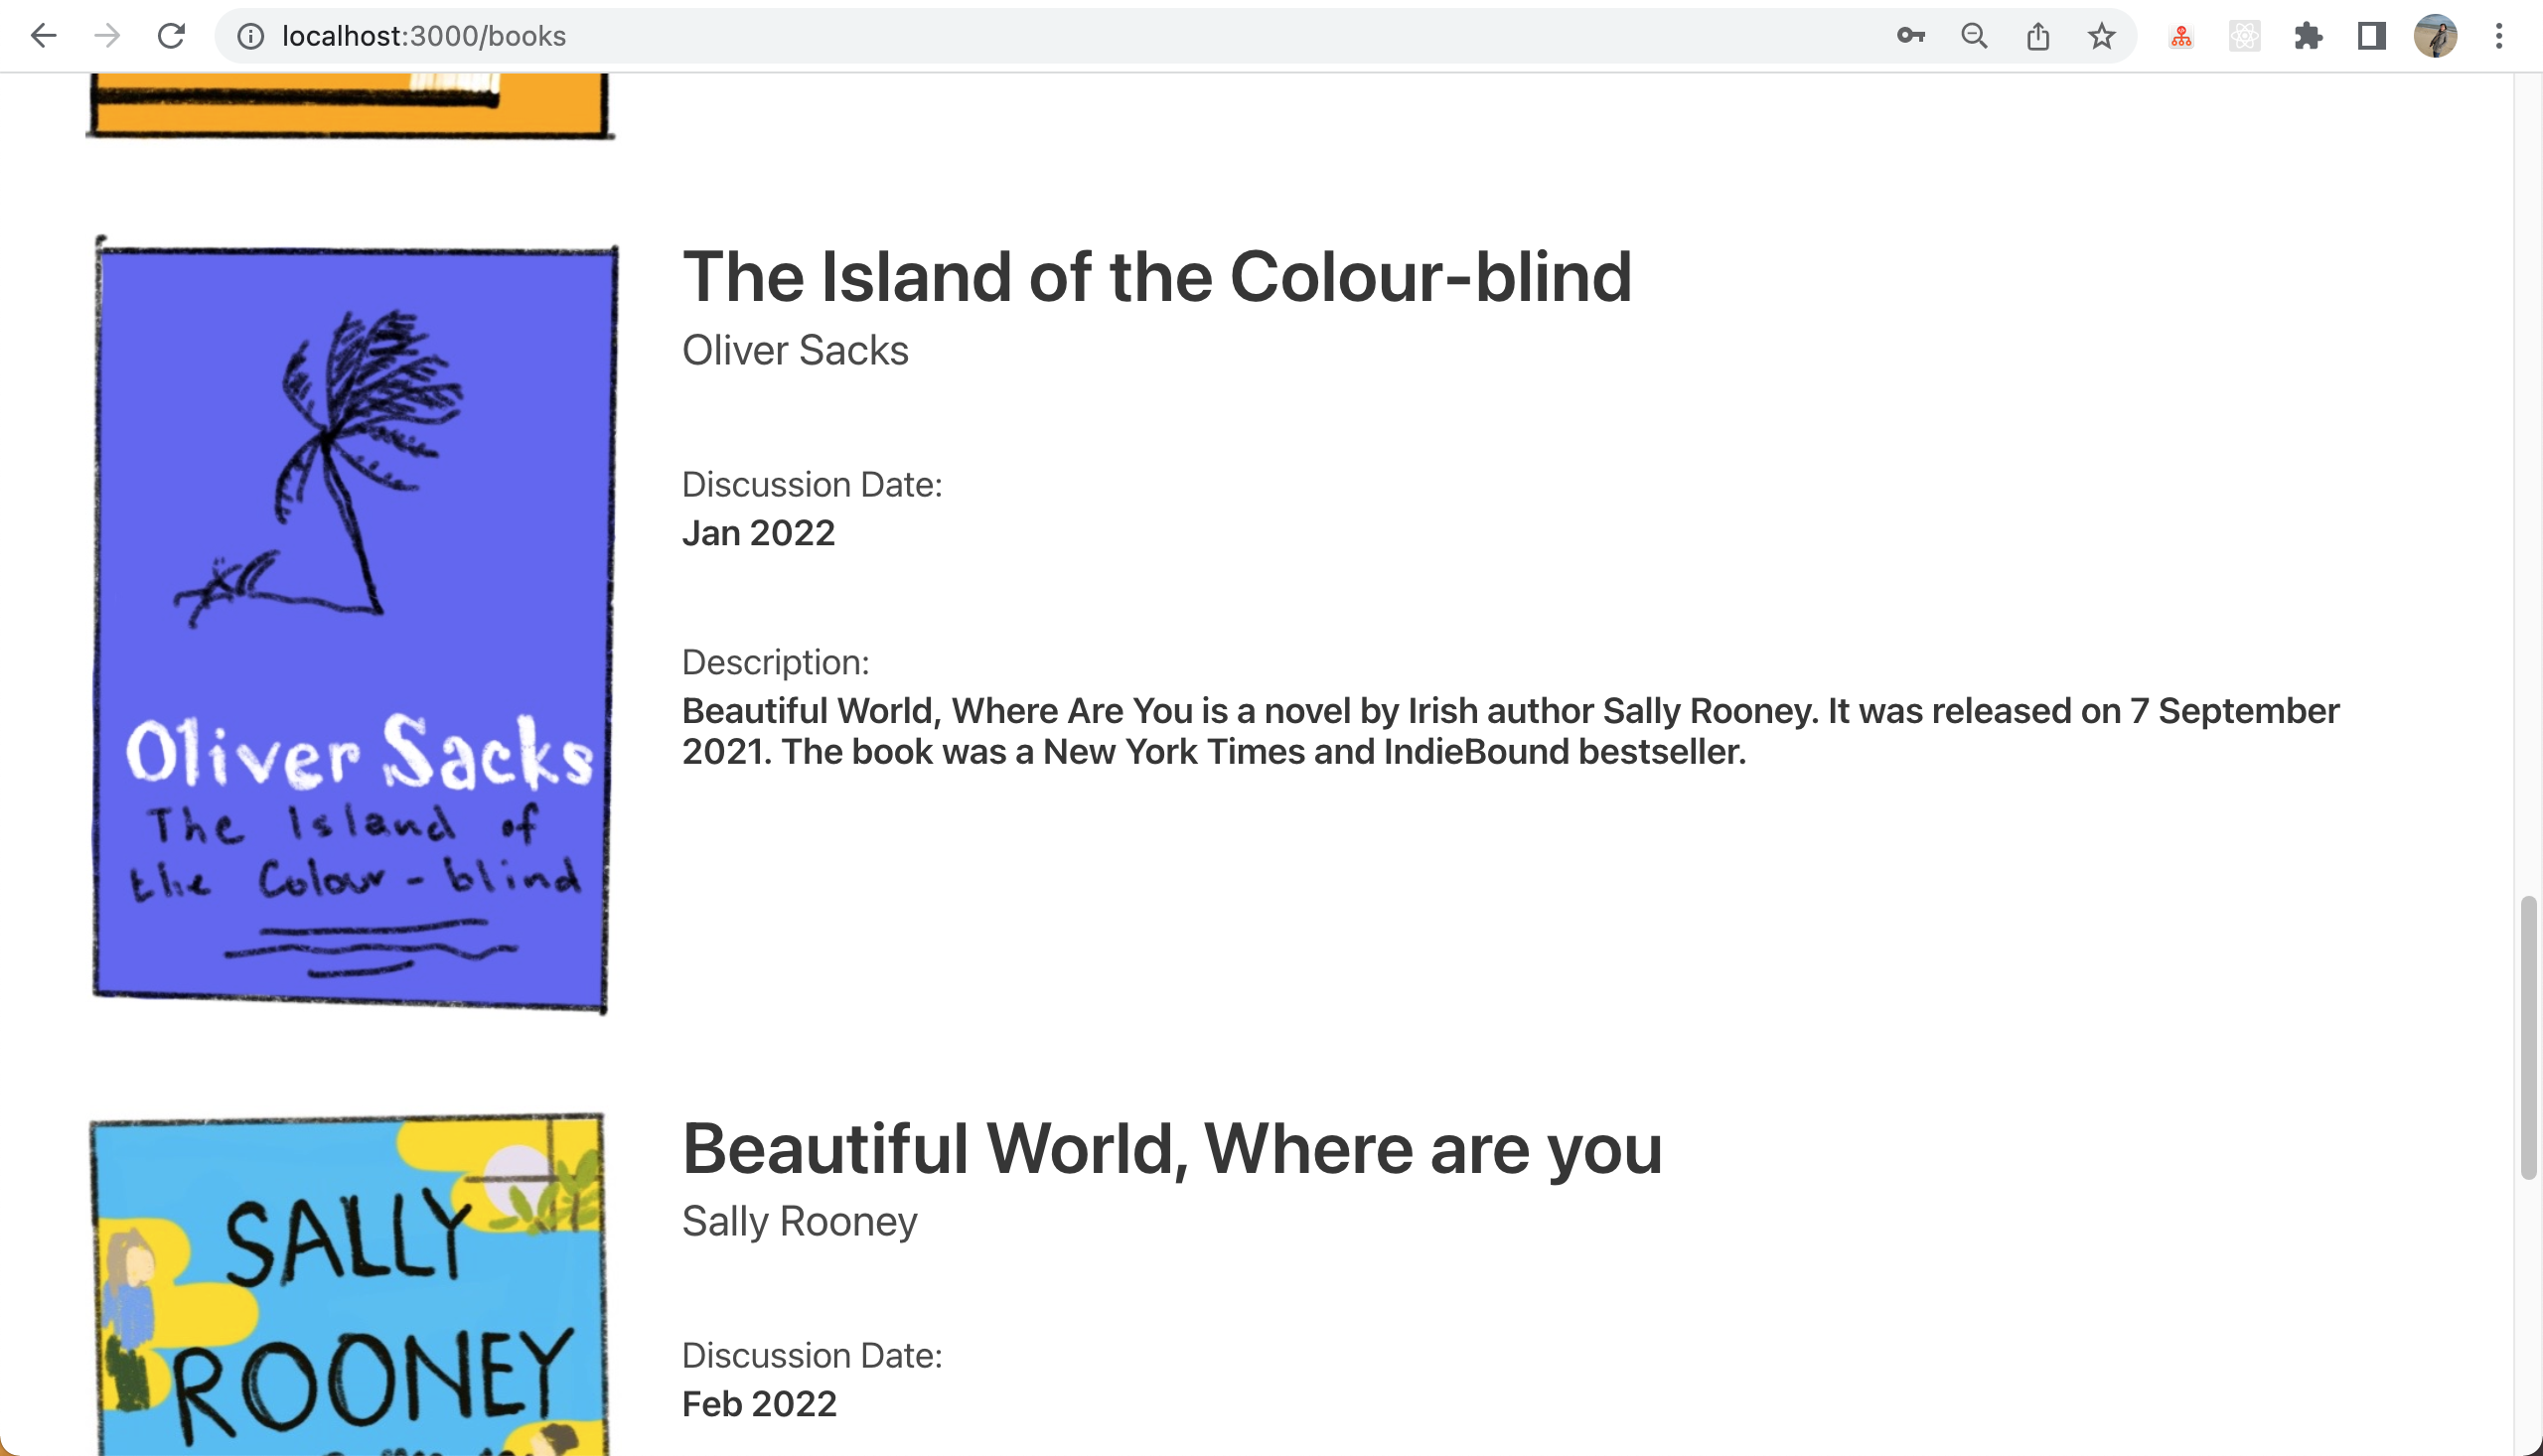 localhost:3000/books
The Island of the Colour-blind
Oliver Sacks
Discussion Date:
Jan 2022
Description:
Beautiful World, Where Are You is a novel by Irish author Sally Rooney. It was released on 7 September
2021. The book was a New York Times and IndieBound bestseller.
Oliver Sacks
The Island of
the Colour - blind
Beautiful World, Where are you
Sally Rooney
Discussion Date:
Feb 2022
SALLY
ROONEY